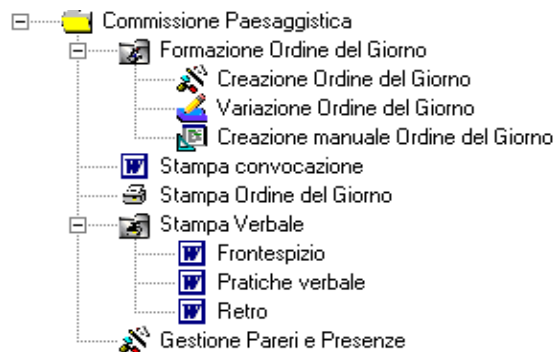 Commissione Paesaggistica
Formazione Ordine del Giorno
Creazione Ordine del Giorno
Variazione Ordine del Giorno
Creazione manuale Ordine del Giorno
Stampa convocazione
Stampa Ordine del Giorno
Stampa Verbale
Frontespizio
Pratiche verbale
Retro
Gestione Pareri e Presenze